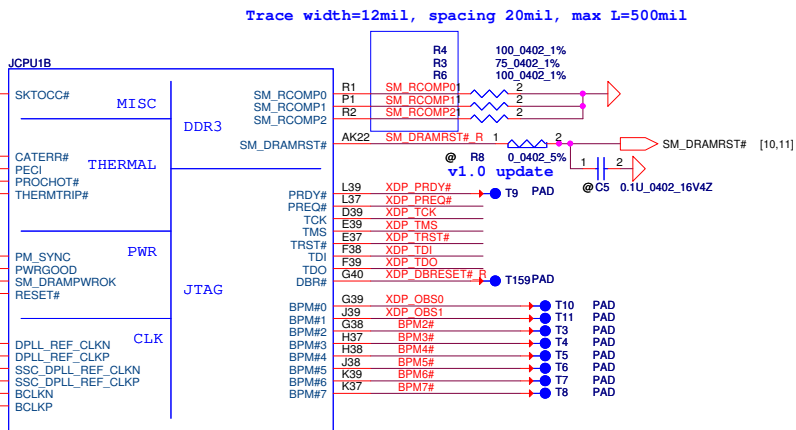 Trace width=12mil, spacing 20mil, max L=500mil
R4 100_0402_1%
R3 75_0402_1%
R6 100_0402_1%
JCPU1B
SKTOCC# SM_RCOMP0 R1 SM_RCOMP0 1 2
MISC SM_RCOMP1 P1 SM_RCOMP1 1 2
SM_RCOMP2 R2 SM_RCOMP2 1 2
DDR3
SM_DRAMRST# AK22 SM_DRAMRST#_R 1 2 SM_DRAMRST# [10,11]
@ R8 0_0402_5%
v1.0 update
1 2
@ C5 0.1U_0402_16V4Z
CATERR#
PECI THERMAL
PROCHOT#
THERMTRIP#
PRDY# L39 XDP_PRDY# T9 PAD
PREQ# L37 XDP_PREQ#
TCK D39 XDP_TCK
TMS E39 XDP_TMS
TRST# E37 XDP_TRST#
TDI F38 XDP_TDI
TDO F39 XDP_TDO
DBR# G40 XDP_DBRESET#_R T159 PAD
PWR
PM_SYNC
PWRGOOD
SM_DRAMPWROK
RESET#
JTAG
BPM#0 G39 XDP_OBS0 T10 PAD
BPM#1 J39 XDP_OBS1 T11 PAD
BPM#2 G38 BPM2# T3 PAD
BPM#3 H37 BPM3# T4 PAD
BPM#4 H38 BPM4# T5 PAD
BPM#5 J38 BPM5# T6 PAD
BPM#6 K39 BPM6# T7 PAD
BPM#7 K37 BPM7# T8 PAD
CLK
DPLL_REF_CLKN
DPLL_REF_CLKP
SSC_DPLL_REF_CLKN
SSC_DPLL_REF_CLKP
BCLKN
BCLKP